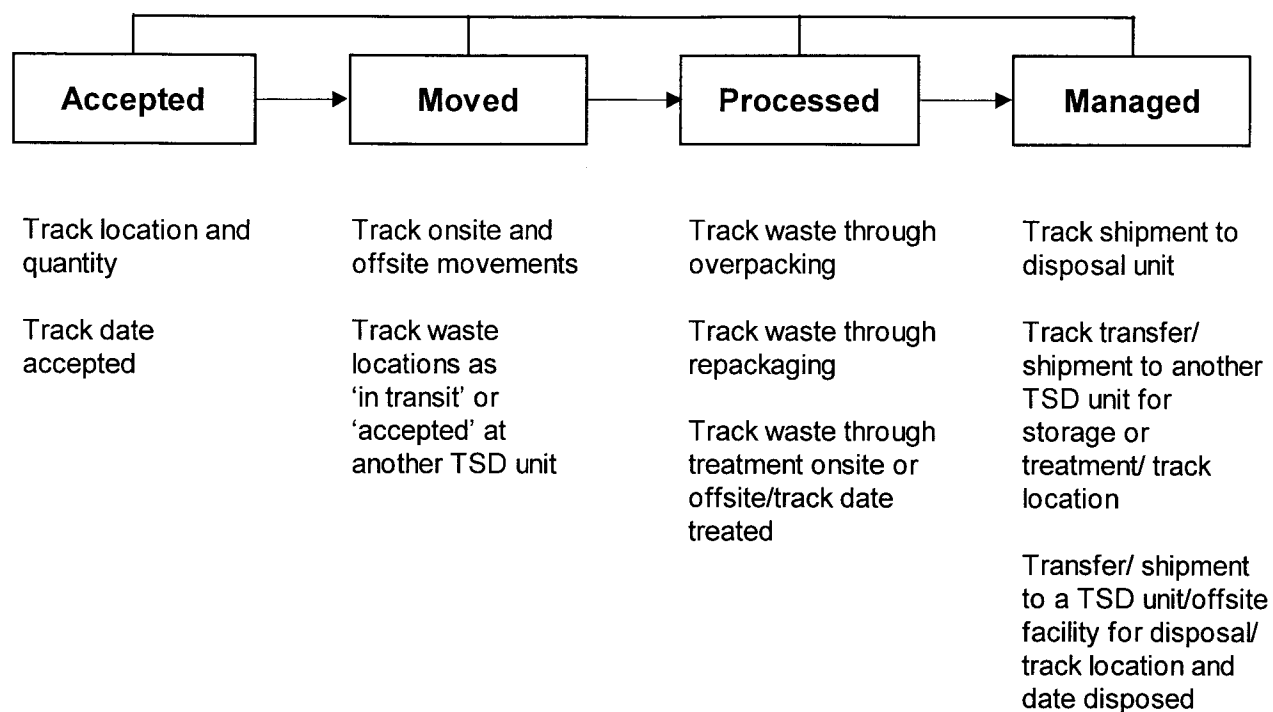 Accepted
Moved
Processed
Managed
Track location and
quantity
Track date
accepted
Track onsite and
offsite movements
Track waste
locations as
‘in transit’ or
‘accepted’ at
another TSD unit
Track waste through
overpacking
Track waste through
repackaging
Track waste through
treatment onsite or
offsite/track date
treated
Track shipment to
disposal unit
Track transfer/
shipment to another
TSD unit for
storage or
treatment/ track
location
Transfer/ shipment
to a TSD unit/offsite
facility for disposal/
track location and
date disposed